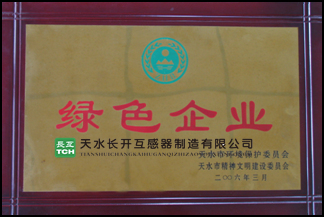 绿色企业
長互
TCH
天水长开互感器制造有限公司
天水市环境保护委员会
天水市精神文明建设委员会
二〇〇六年三月